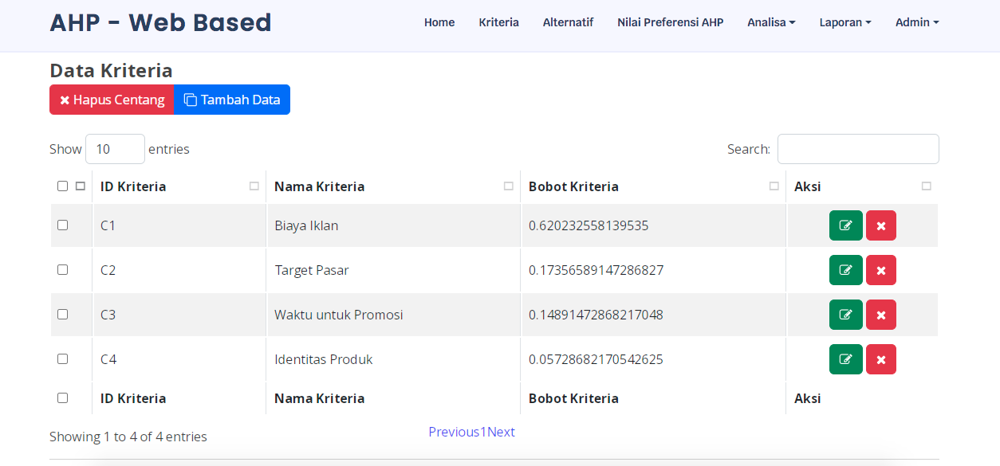 AHP - Web Based
Home Kriteria Alternatif Nilai Preferensi AHP Analisa Laporan Admin
Data Kriteria
Hapus Centang Tambah Data
Show 10 entries Search:
ID Kriteria Nama Kriteria Bobot Kriteria Aksi
C1 Biaya Iklan 0.620232558139535
C2 Target Pasar 0.17356589147286827
C3 Waktu untuk Promosi 0.14891472868217048
C4 Identitas Produk 0.05728682170542625
ID Kriteria Nama Kriteria Bobot Kriteria Aksi
Showing 1 to 4 of 4 entries Previous1Next